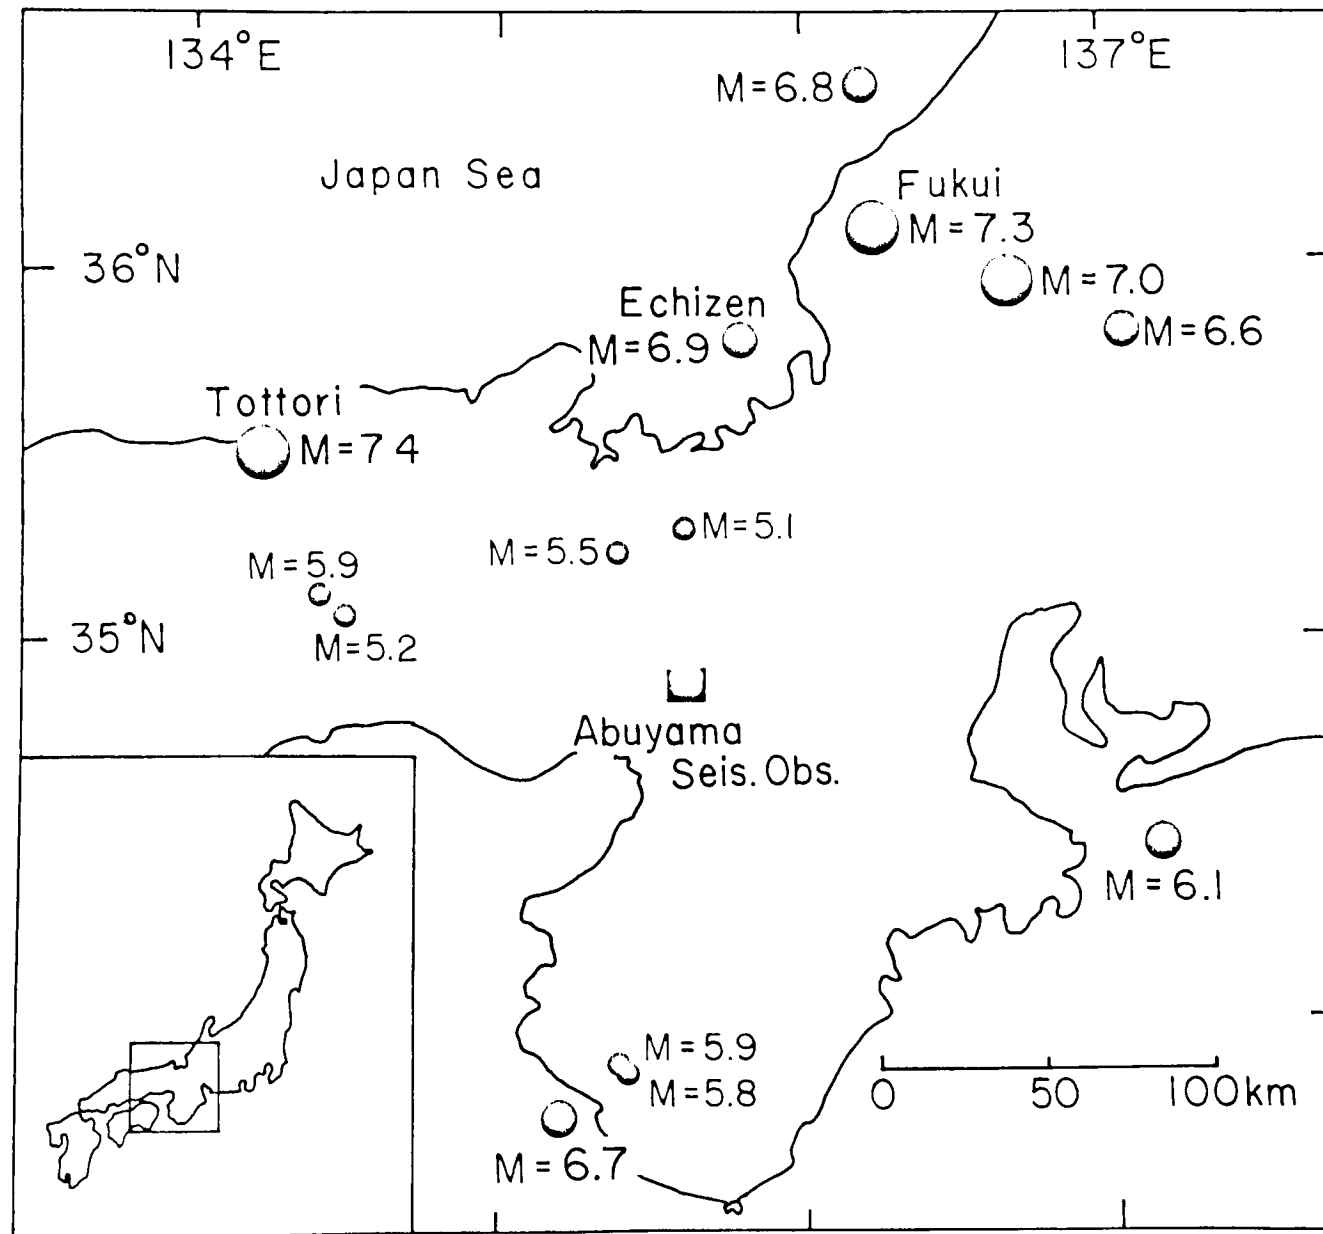 134°E
137°E
M=6.8
Japan Sea
Fukui
M=7.3
36°N
M=7.0
Echizen
M=6.6
M=6.9
Tottori
M=74
M=5.1
M=5.5
M=5.9
35°N
M=5.2
Abuyama
Seis. Obs.
M=6.1
M=5.9
M=5.8
0 50 100km
M=6.7